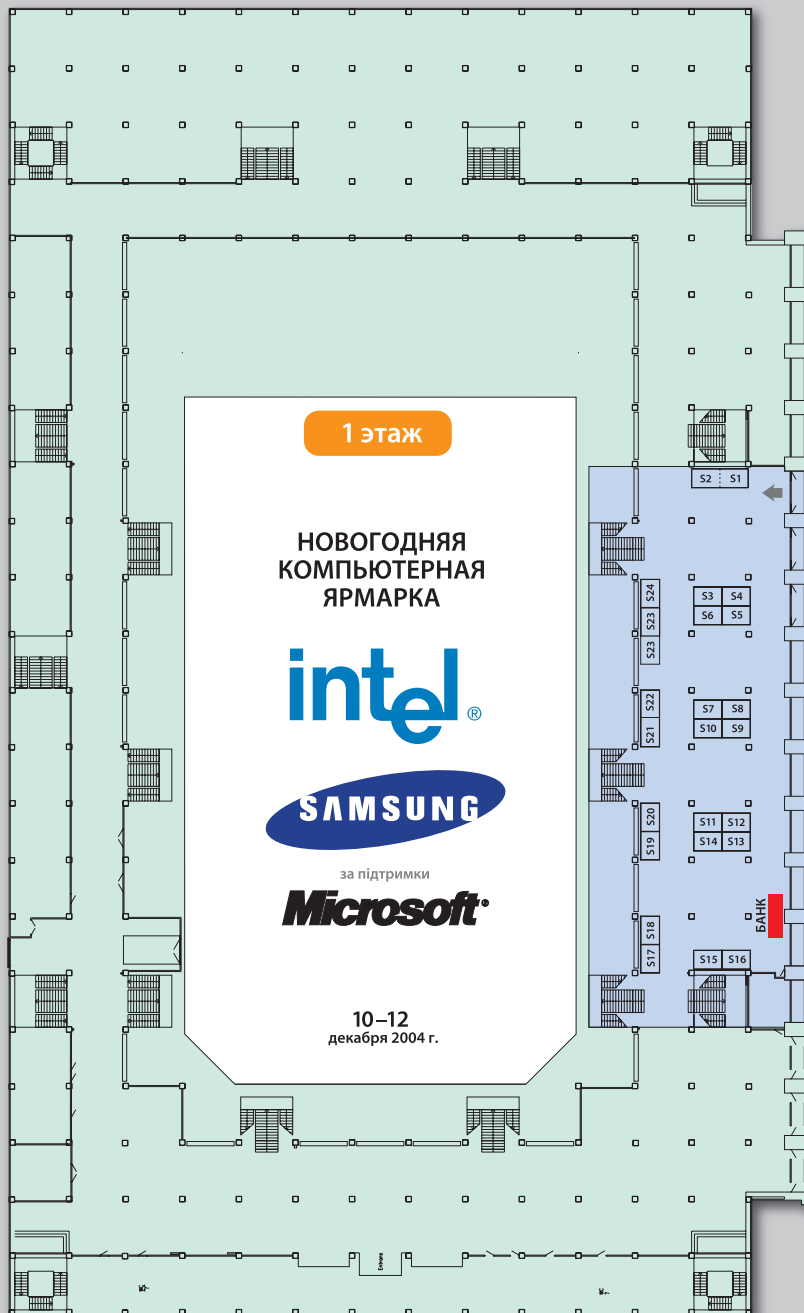 1 этаж
НОВОГОДНЯЯ
КОМПЬЮТЕРНАЯ
ЯРМАРКА
intel®
SAMSUNG
за підтримки
Microsoft®
10–12
декабря 2004 г.
S2 S1
S24
S23
S23
S3 S4
S6 S5
S22
S21
S7 S8
S10 S9
S20
S19
S11 S12
S14 S13
БАНК
S18
S17
S15 S16